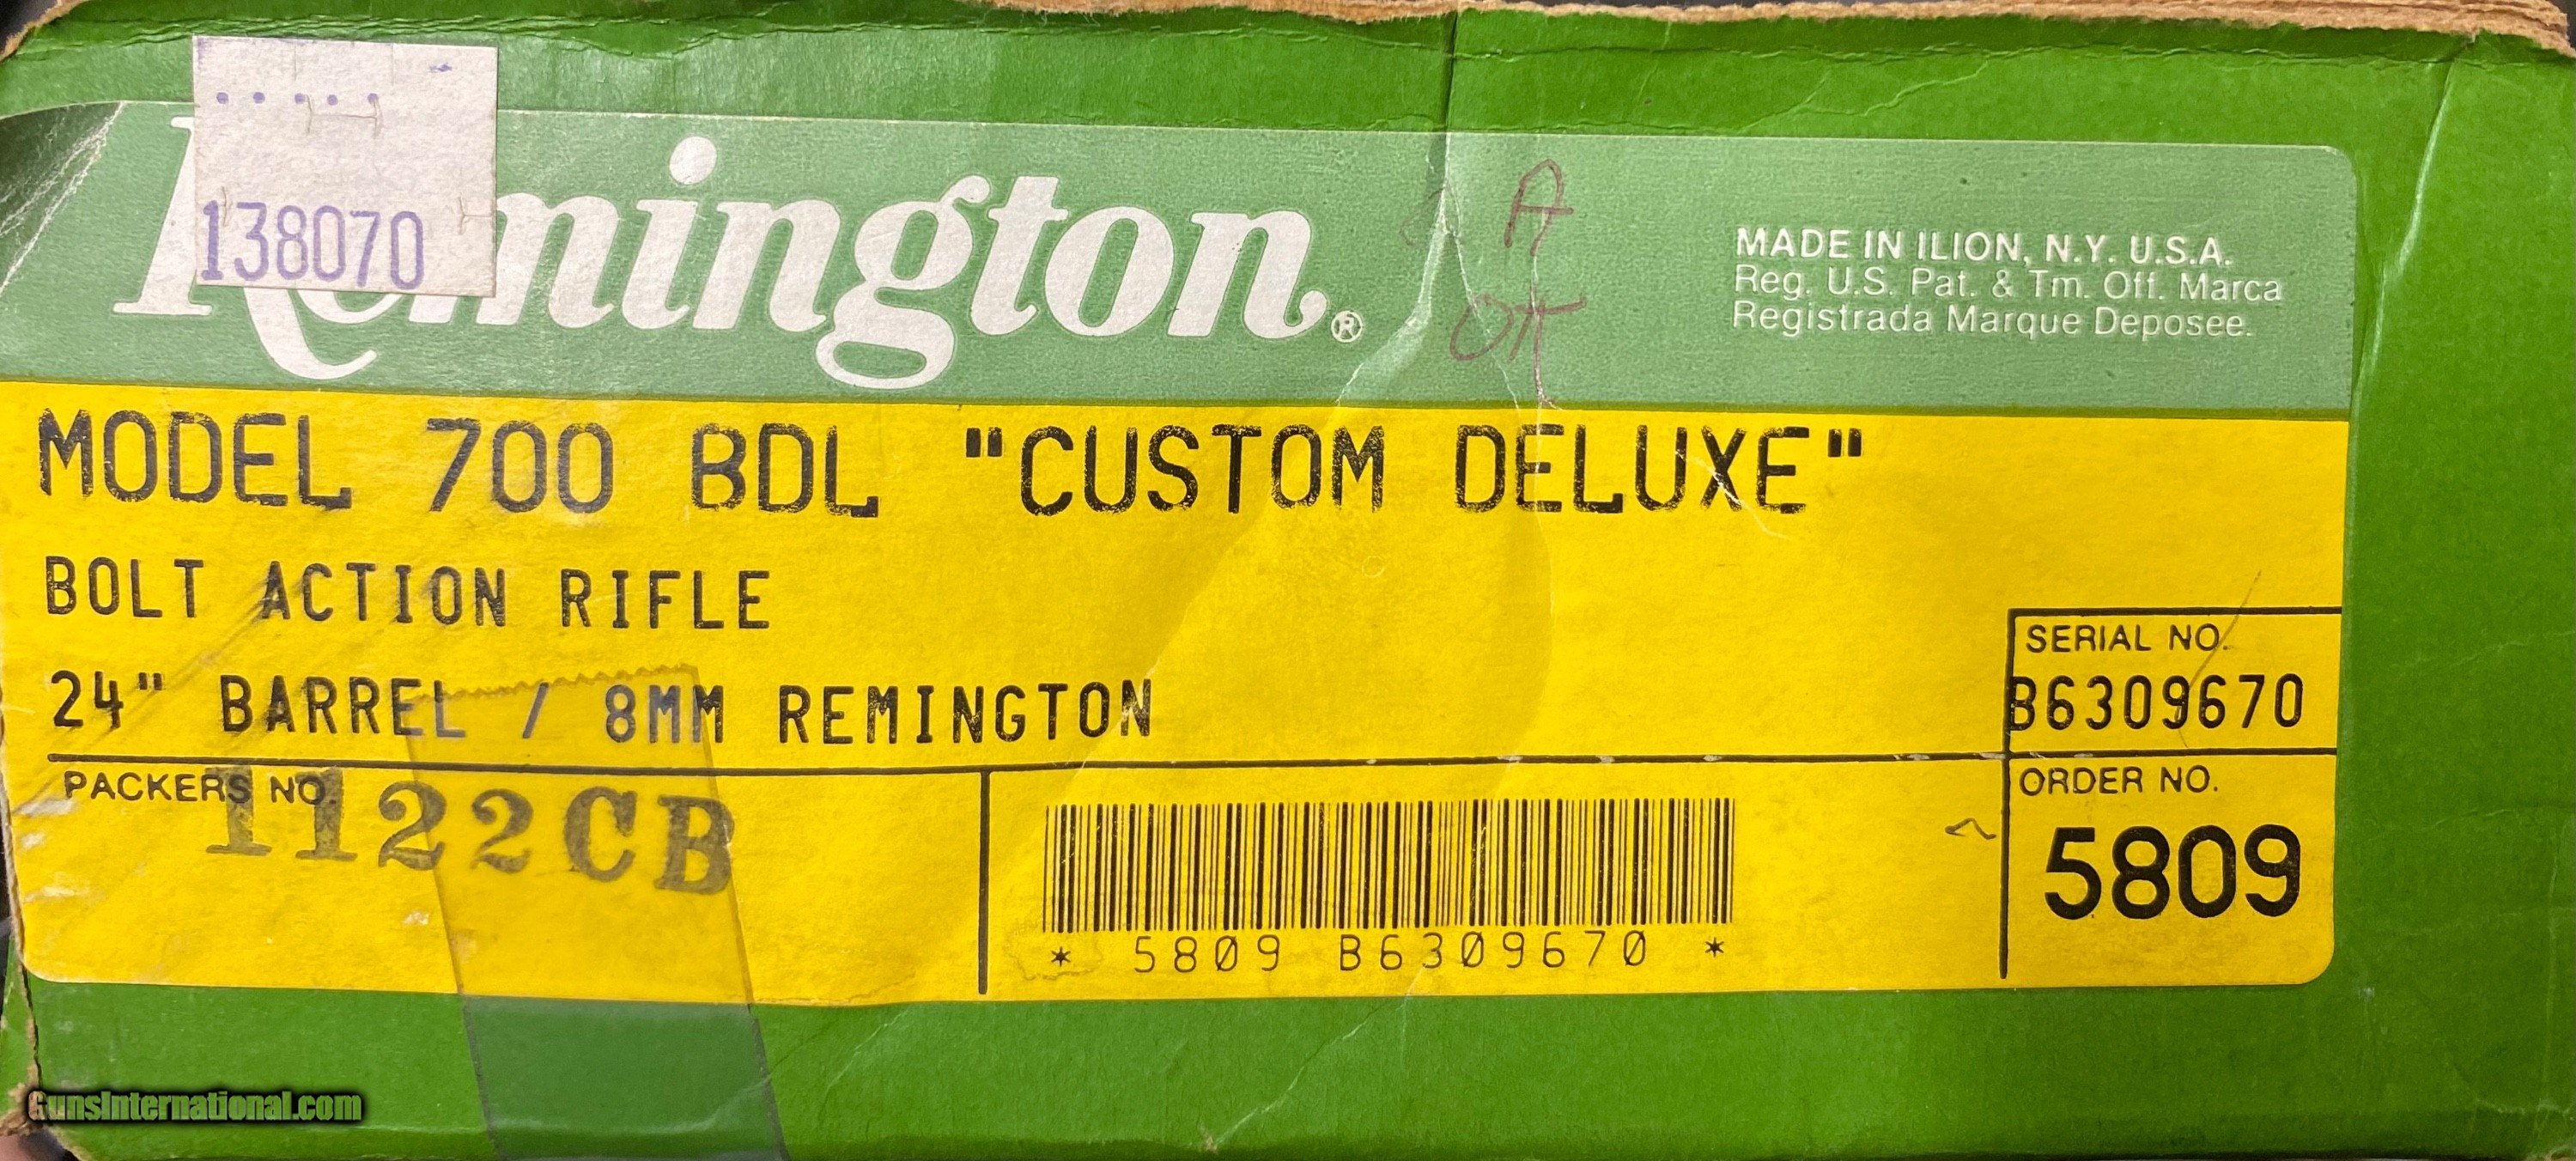 138070
Remington®
MADE IN ILION, N.Y. U.S.A.
Reg. U.S. Pat. & Tm. Off. Marca
Registrada Marque Deposee.
MODEL 700 BDL "CUSTOM DELUXE"
BOLT ACTION RIFLE
24" BARREL / 8MM REMINGTON
SERIAL NO.
B6309670
PACKERS NO.
1122CB
* 5809 B6309670 *
ORDER NO.
5809
GunsInternational.com